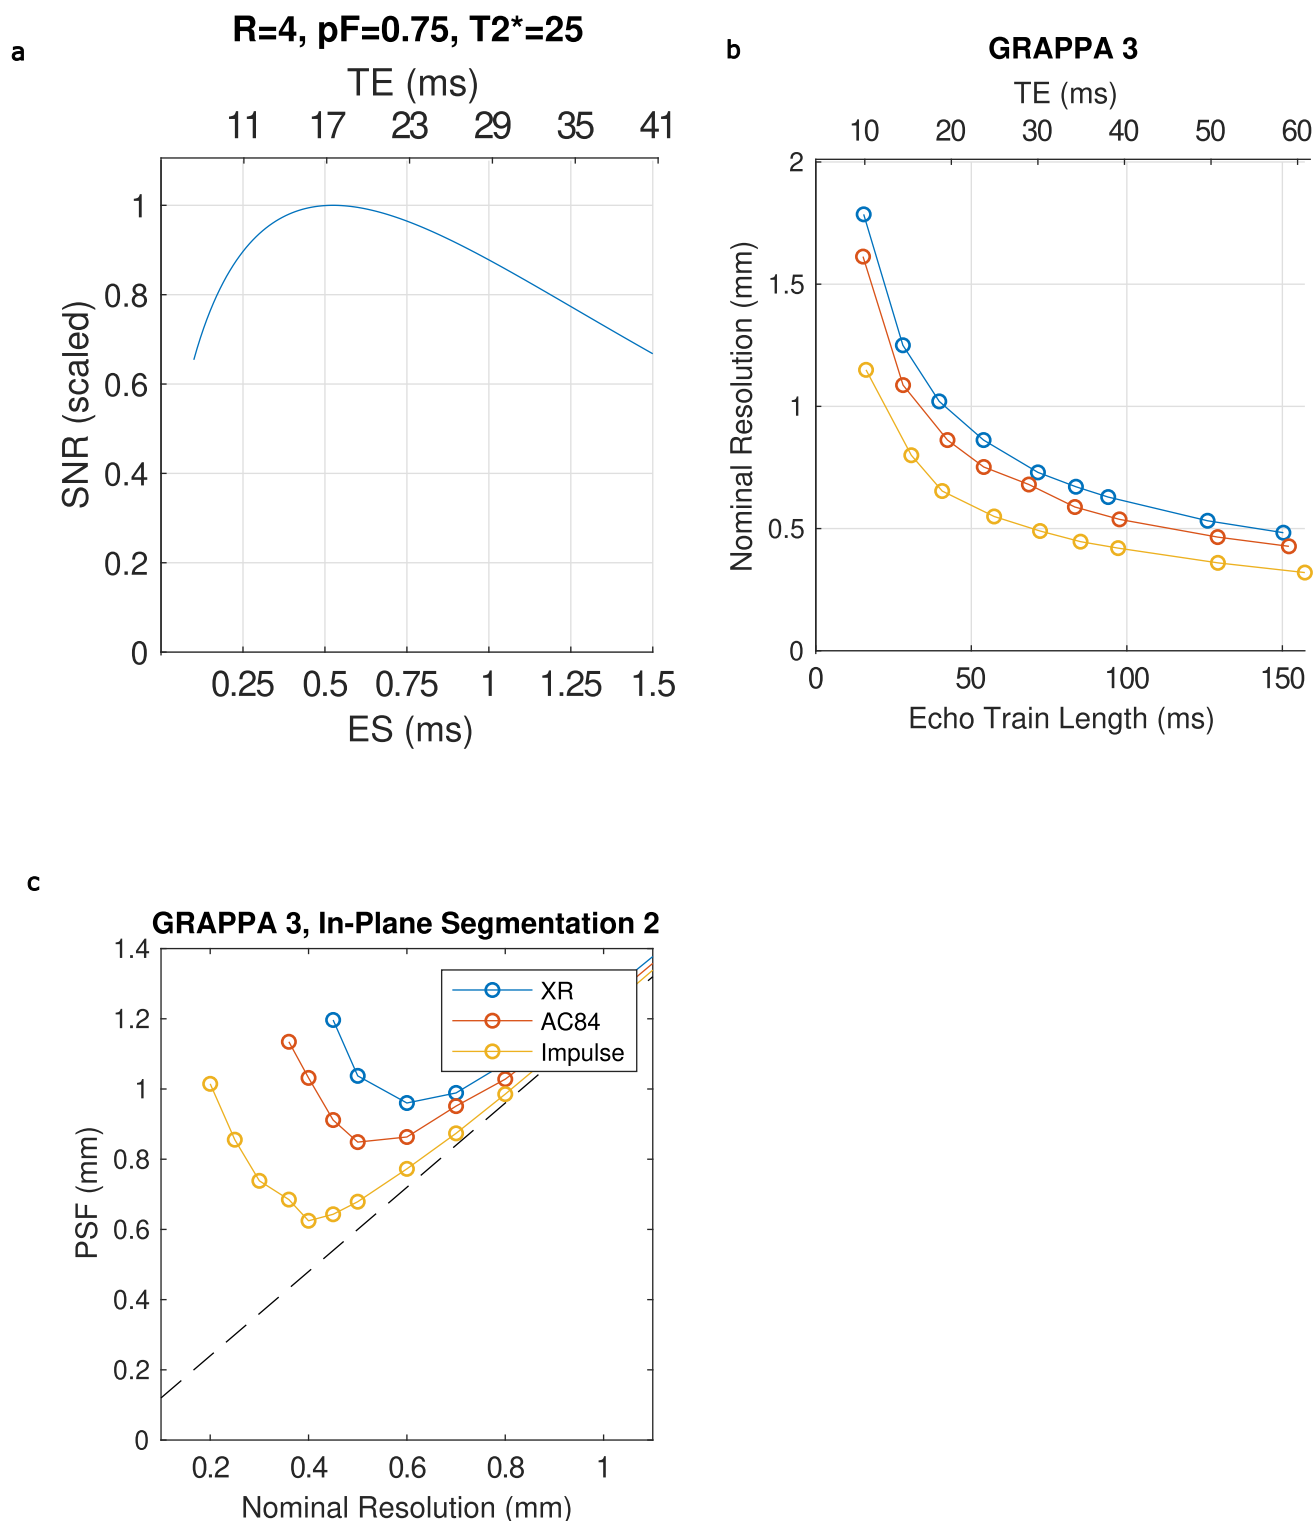 a
R=4, pF=0.75, T2*=25
TE (ms)
11 17 23 29 35 41
1
0.8
0.6
0.4
0.2
0
SNR (scaled)
0.25 0.5 0.75 1 1.25 1.5
ES (ms)
b
GRAPPA 3
TE (ms)
10 20 30 40 50 60
2
1.5
1
0.5
0
Nominal Resolution (mm)
0 50 100 150
Echo Train Length (ms)
c
GRAPPA 3, In-Plane Segmentation 2
1.4
1.2
1
0.8
0.6
0.4
0.2
0
PSF (mm)
XR
AC84
Impulse
0.2 0.4 0.6 0.8 1
Nominal Resolution (mm)